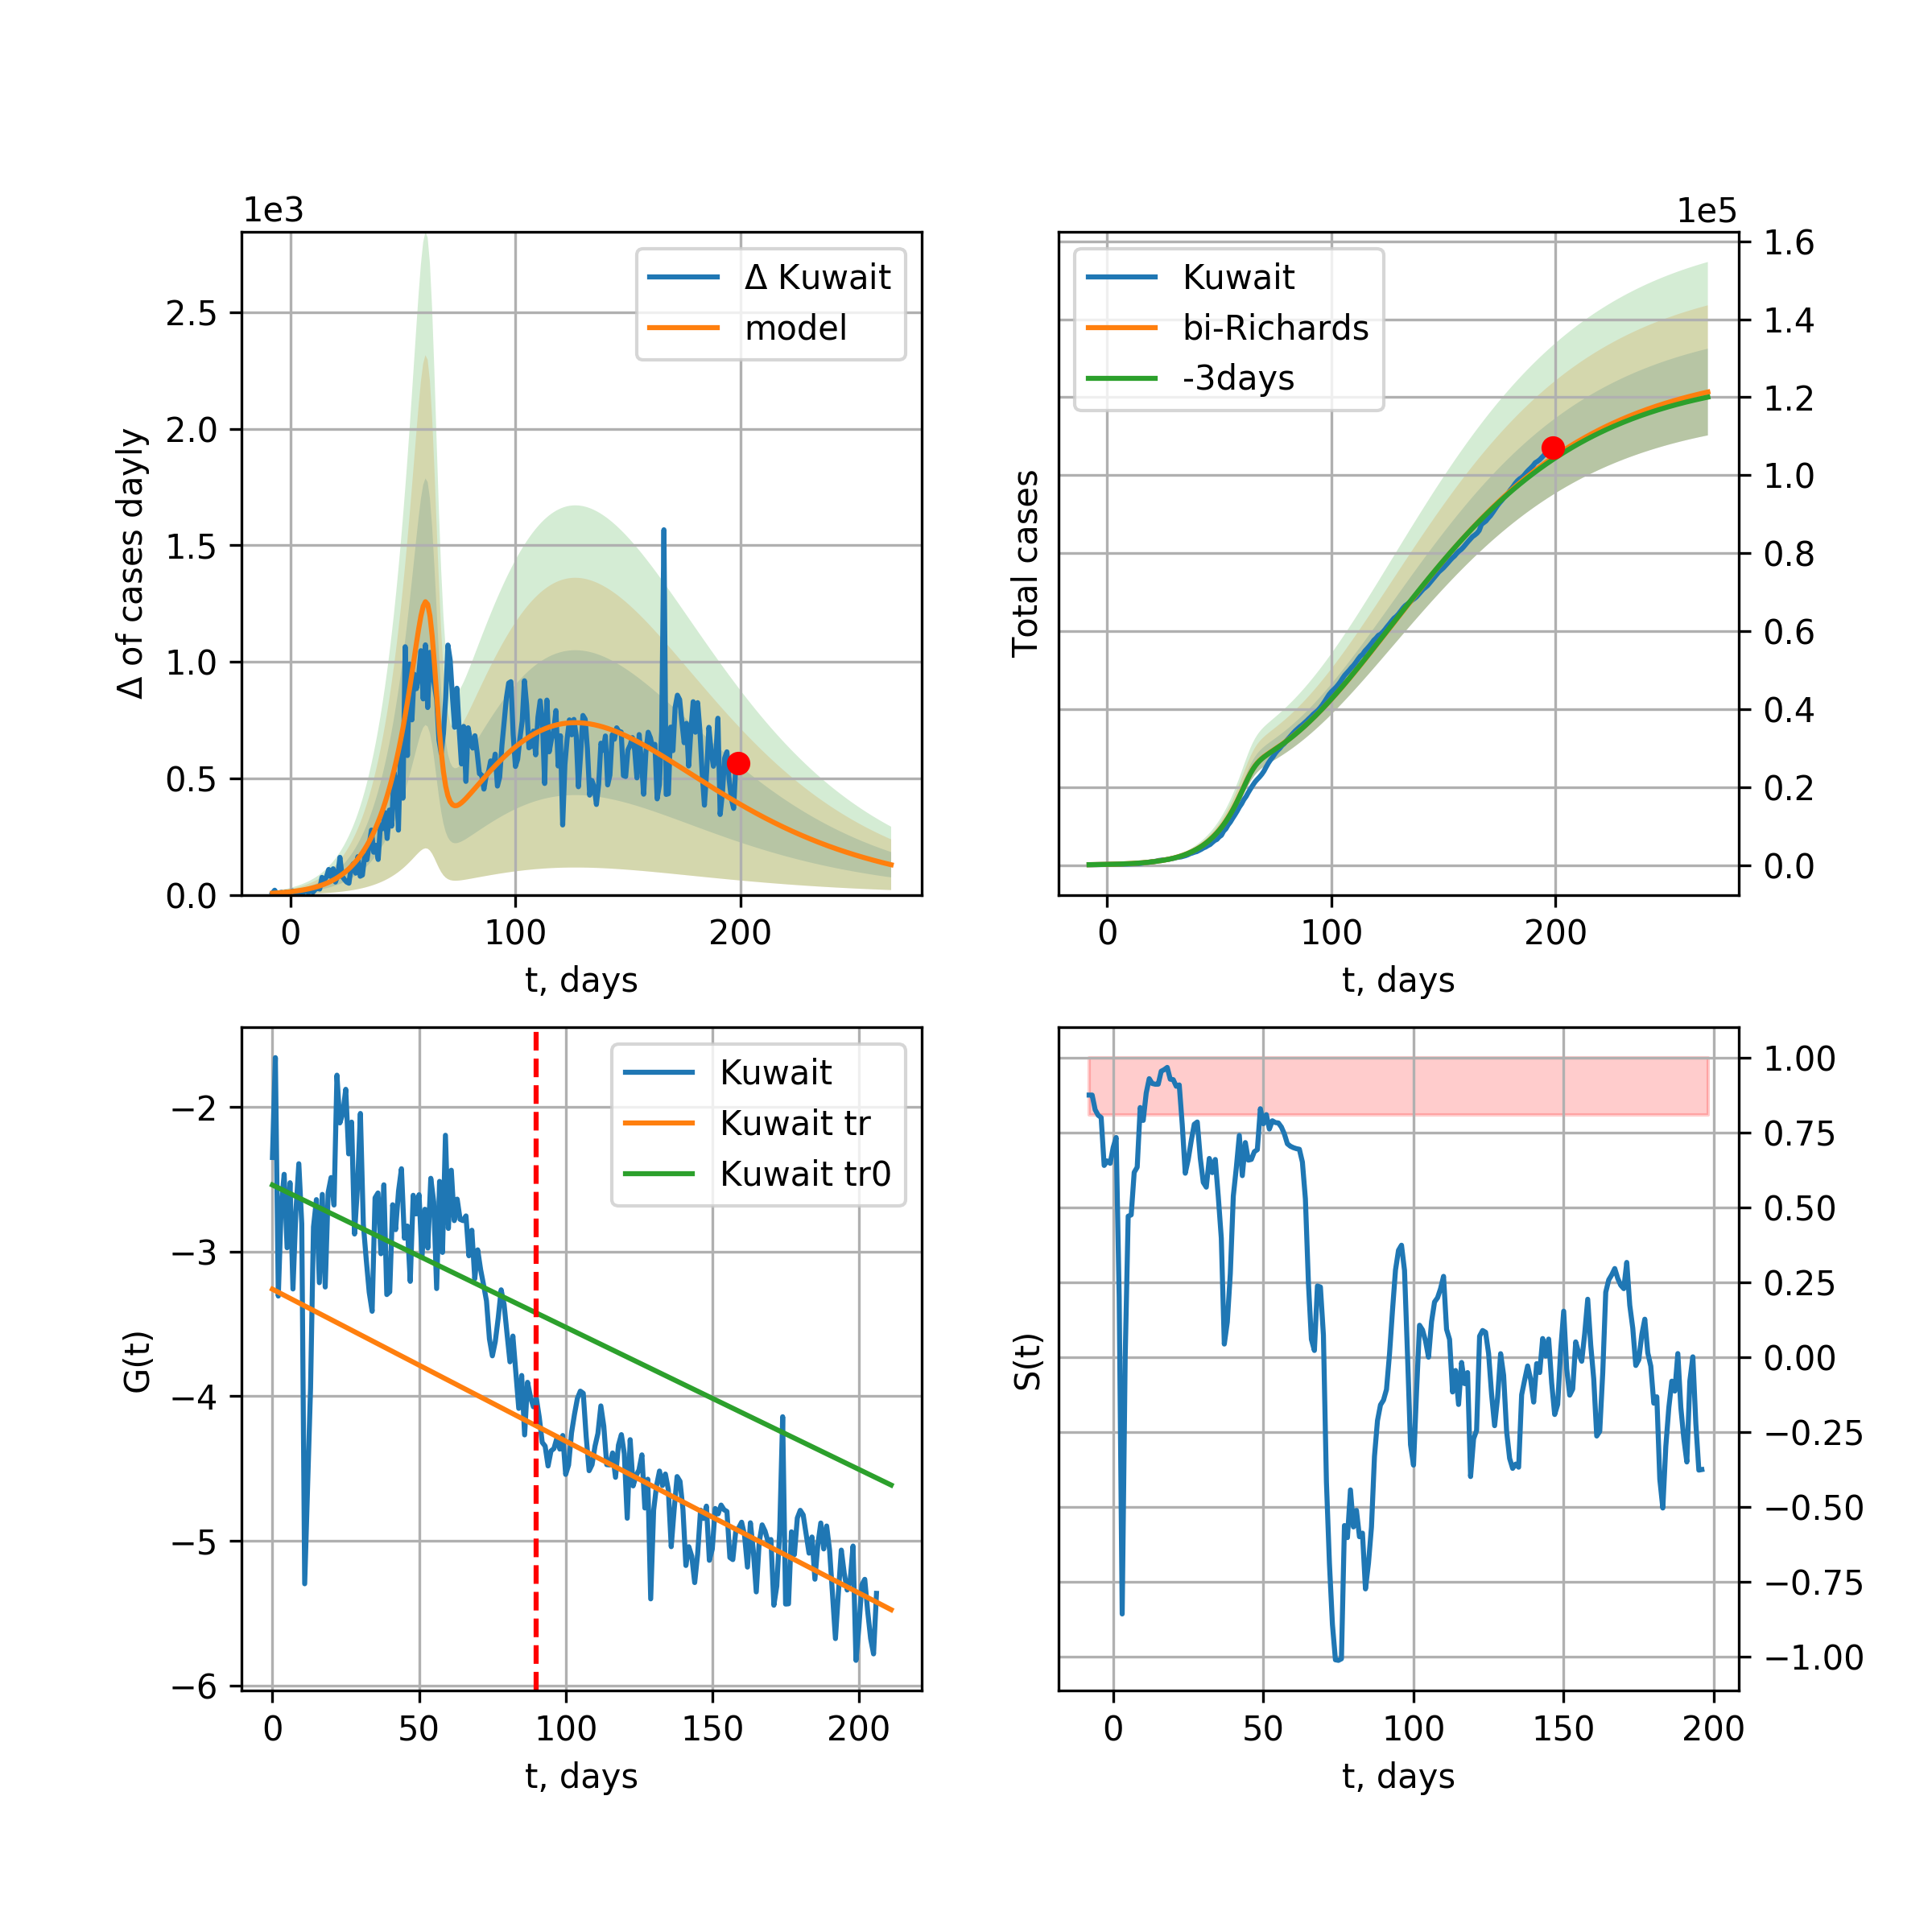 1e3
Δ of cases dayly
2.5
2.0
1.5
1.0
0.5
0.0
0 100 200
t, days
Δ Kuwait
model
1e5
Total cases
1.6
1.4
1.2
1.0
0.8
0.6
0.4
0.2
0.0
0 100 200
t, days
Kuwait
bi-Richards
-3days
G(t)
−2
−3
−4
−5
−6
0 50 100 150 200
t, days
Kuwait
Kuwait tr
Kuwait tr0
S(t)
1.00
0.75
0.50
0.25
0.00
−0.25
−0.50
−0.75
−1.00
0 50 100 150 200
t, days